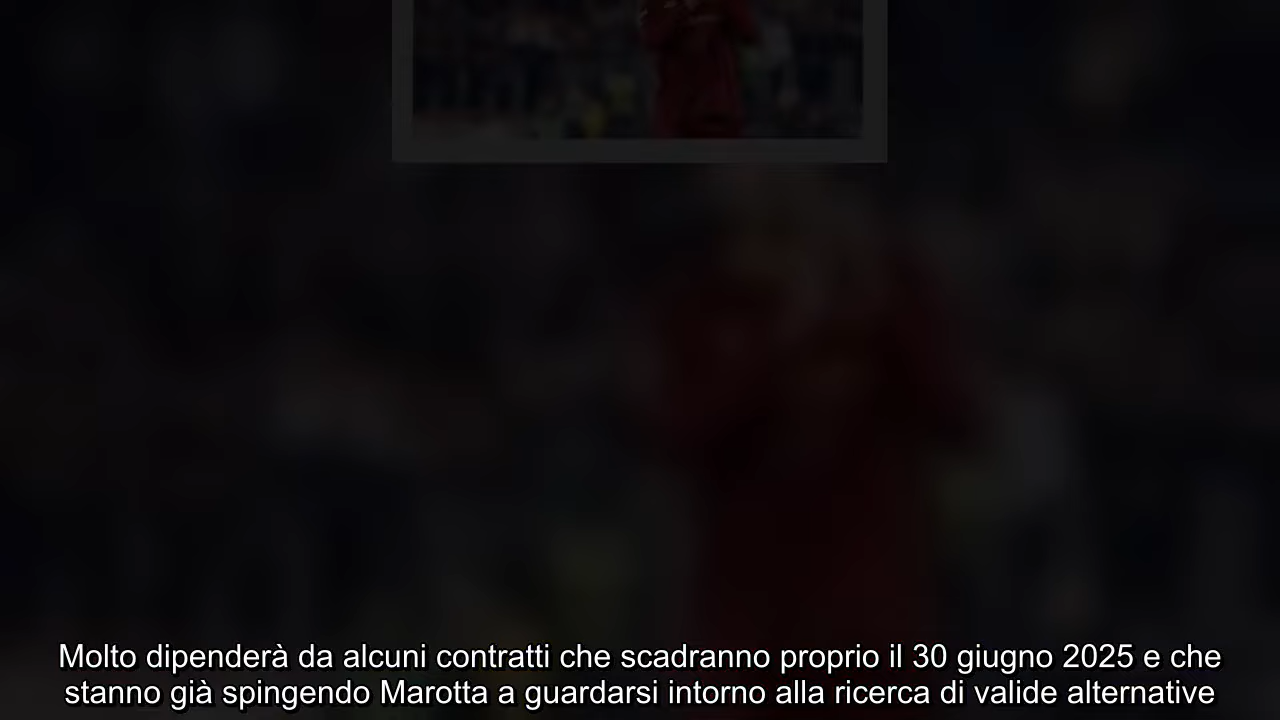 Molto dipenderà da alcuni contratti che scadranno proprio il 30 giugno 2025 e che
stanno già spingendo Marotta a guardarsi intorno alla ricerca di valide alternative